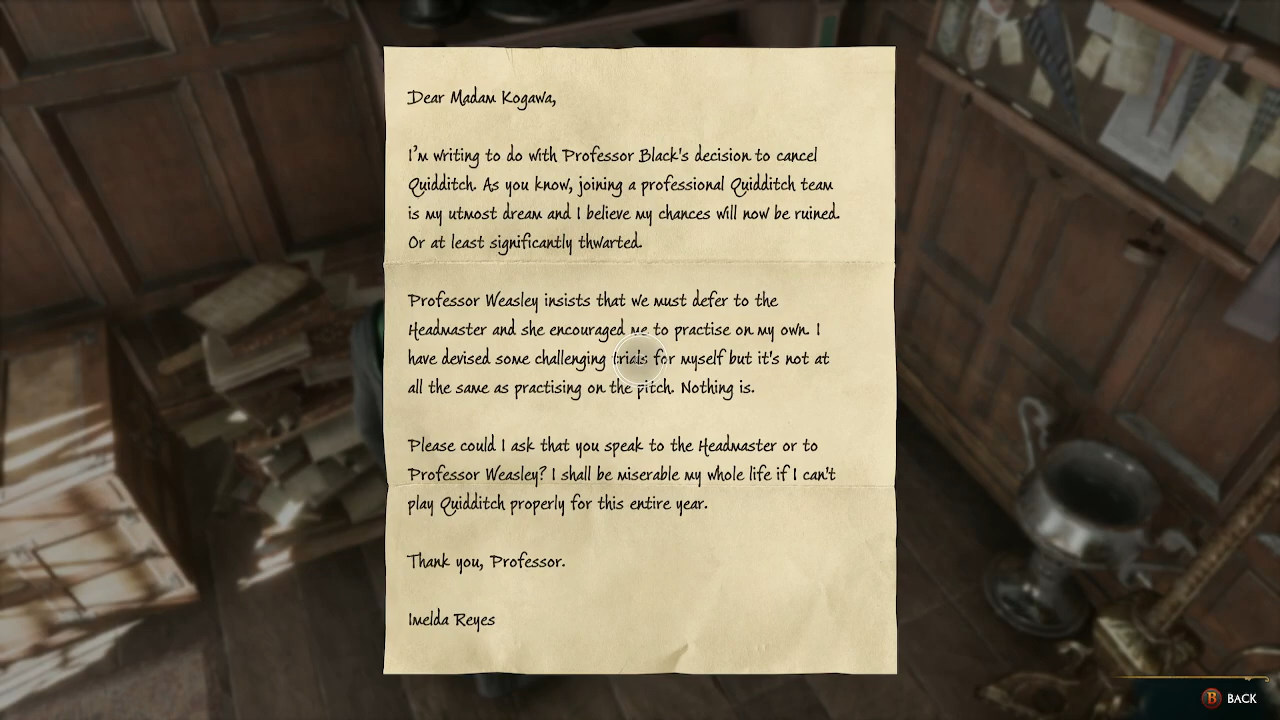 Dear Madam Kogawa,
I'm writing to do with Professor Black's decision to cancel
Quidditch. As you know, joining a professional Quidditch team
is my utmost dream and I believe my chances will now be ruined.
Or at least significantly thwarted.
Professor Weasley insists that we must defer to the
Headmaster and she encouraged me to practise on my own. I
have devised some challenging trials for myself but it's not at
all the same as practising on the pitch. Nothing is.
Please could I ask that you speak to the Headmaster or to
Professor Weasley? I shall be miserable my whole life if I can't
play Quidditch properly for this entire year.
Thank you, Professor.
Imelda Reyes
B BACK